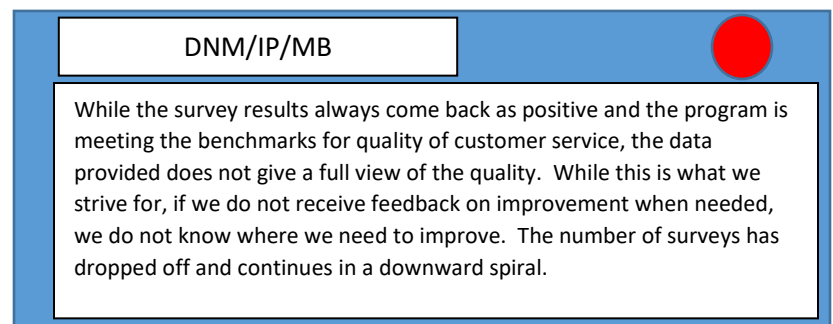 DNM/IP/MB
While the survey results always come back as positive and the program is
meeting the benchmarks for quality of customer service, the data
provided does not give a full view of the quality.  While this is what we
strive for, if we do not receive feedback on improvement when needed,
we do not know where we need to improve.  The number of surveys has
dropped off and continues in a downward spiral.